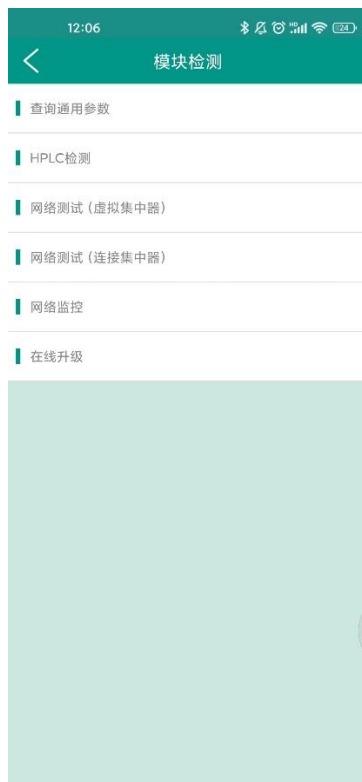 12:06
HD 24
模块检测
查询通用参数
HPLC检测
网络测试（虚拟集中器）
网络测试（连接集中器）
网络监控
在线升级